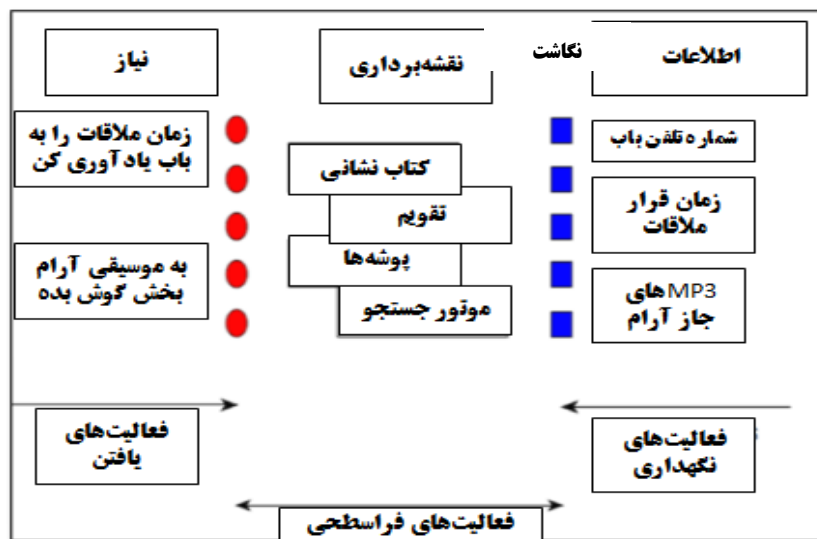 اطلاعات
نگاشت
نقشه‌برداری
نیاز
شماره تلفن باب
زمان قرار
ملاقات
MP3های
جاز آرام
کتاب نشانی
تقویم
پوشه‌ها
موتور جستجو
زمان ملاقات را به
باب یادآوری کن
به موسیقی آرام
بخش گوش بده
فعالیت‌های
نگهداری
فعالیت‌های
یافتن
فعالیت‌های فراسطحی